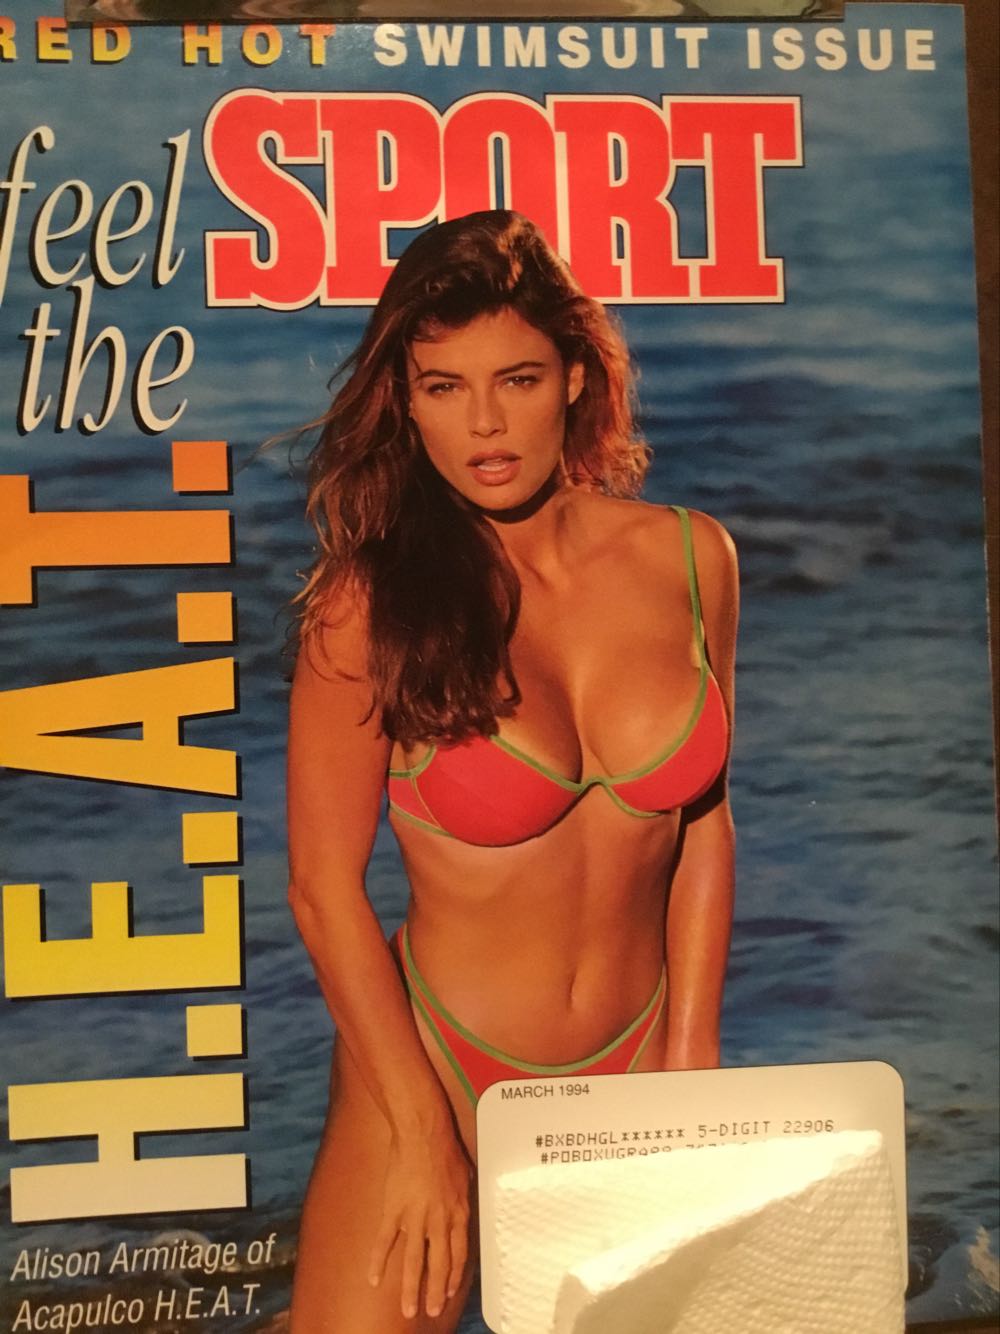 RED HOT SWIMSUIT ISSUE
SPORT
feel
the
H.E.A.T.
Alison Armitage of
Acapulco H.E.A.T.
MARCH 1994
#BXBDHGL****** 5-DIGIT 22906